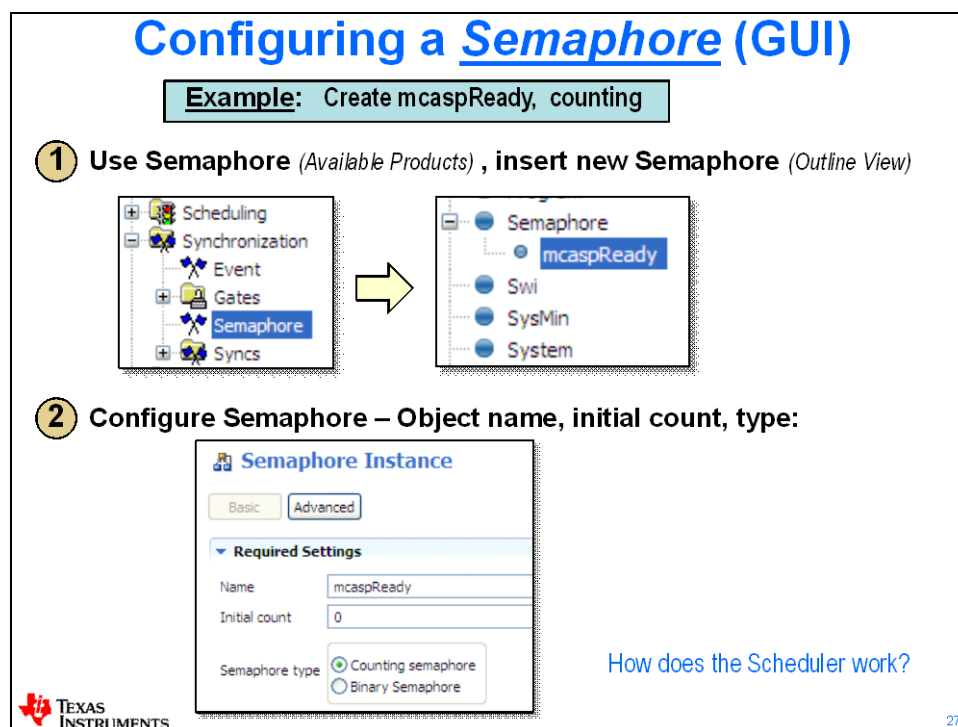 Configuring a Semaphore (GUI)
Example: Create mcaspReady, counting
1 Use Semaphore (Available Products) , insert new Semaphore (Outline View)
Scheduling
Synchronization
Event
Gates
Semaphore
Syncs
Semaphore
mcaspReady
Swi
SysMin
System
2 Configure Semaphore – Object name, initial count, type:
Semaphore Instance
Basic Advanced
Required Settings
Name mcaspReady
Initial count 0
Semaphore type Counting semaphore
Binary Semaphore
How does the Scheduler work?
TEXAS
INSTRUMENTS
27